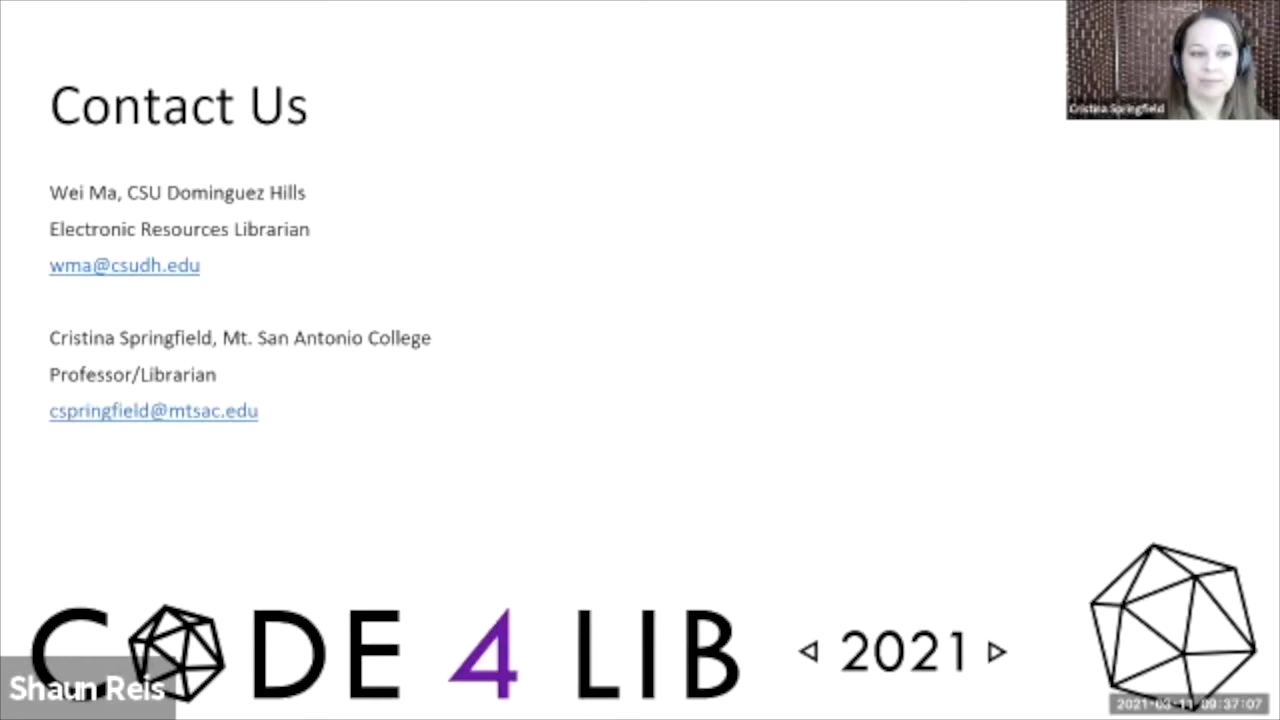 Contact Us
Cristina Springfield
Wei Ma, CSU Dominguez Hills
Electronic Resources Librarian
wma@csudh.edu
Cristina Springfield, Mt. San Antonio College
Professor/Librarian
cspringfield@mtsac.edu
CODE 4 LIB
2021
Shaun Reis
2021-03-11 09:37:07